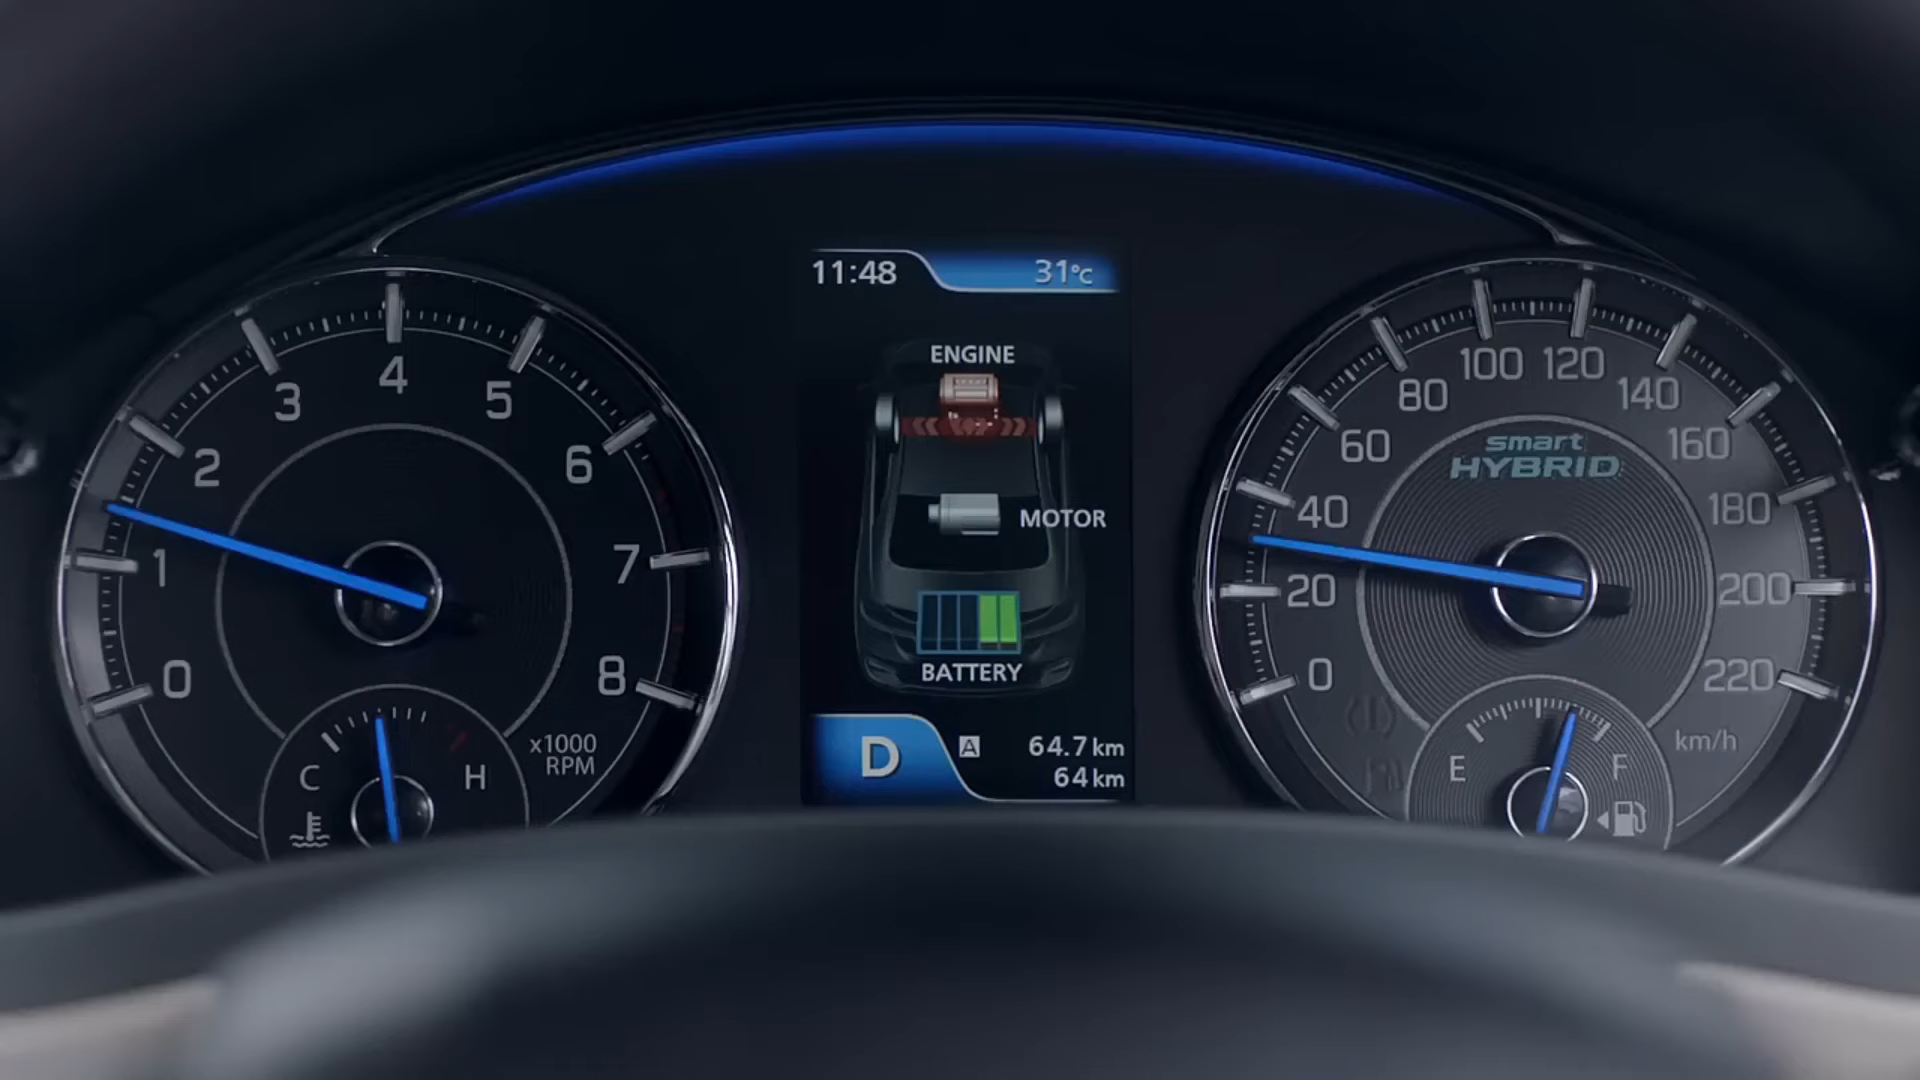 11:48
31°C
ENGINE
MOTOR
BATTERY
D
A
64.7 km
64 km
0
1
2
3
4
5
6
7
8
x1000
RPM
C
H
0
20
40
60
80
100
120
140
160
180
200
220
km/h
smart
HYBRID
E
F